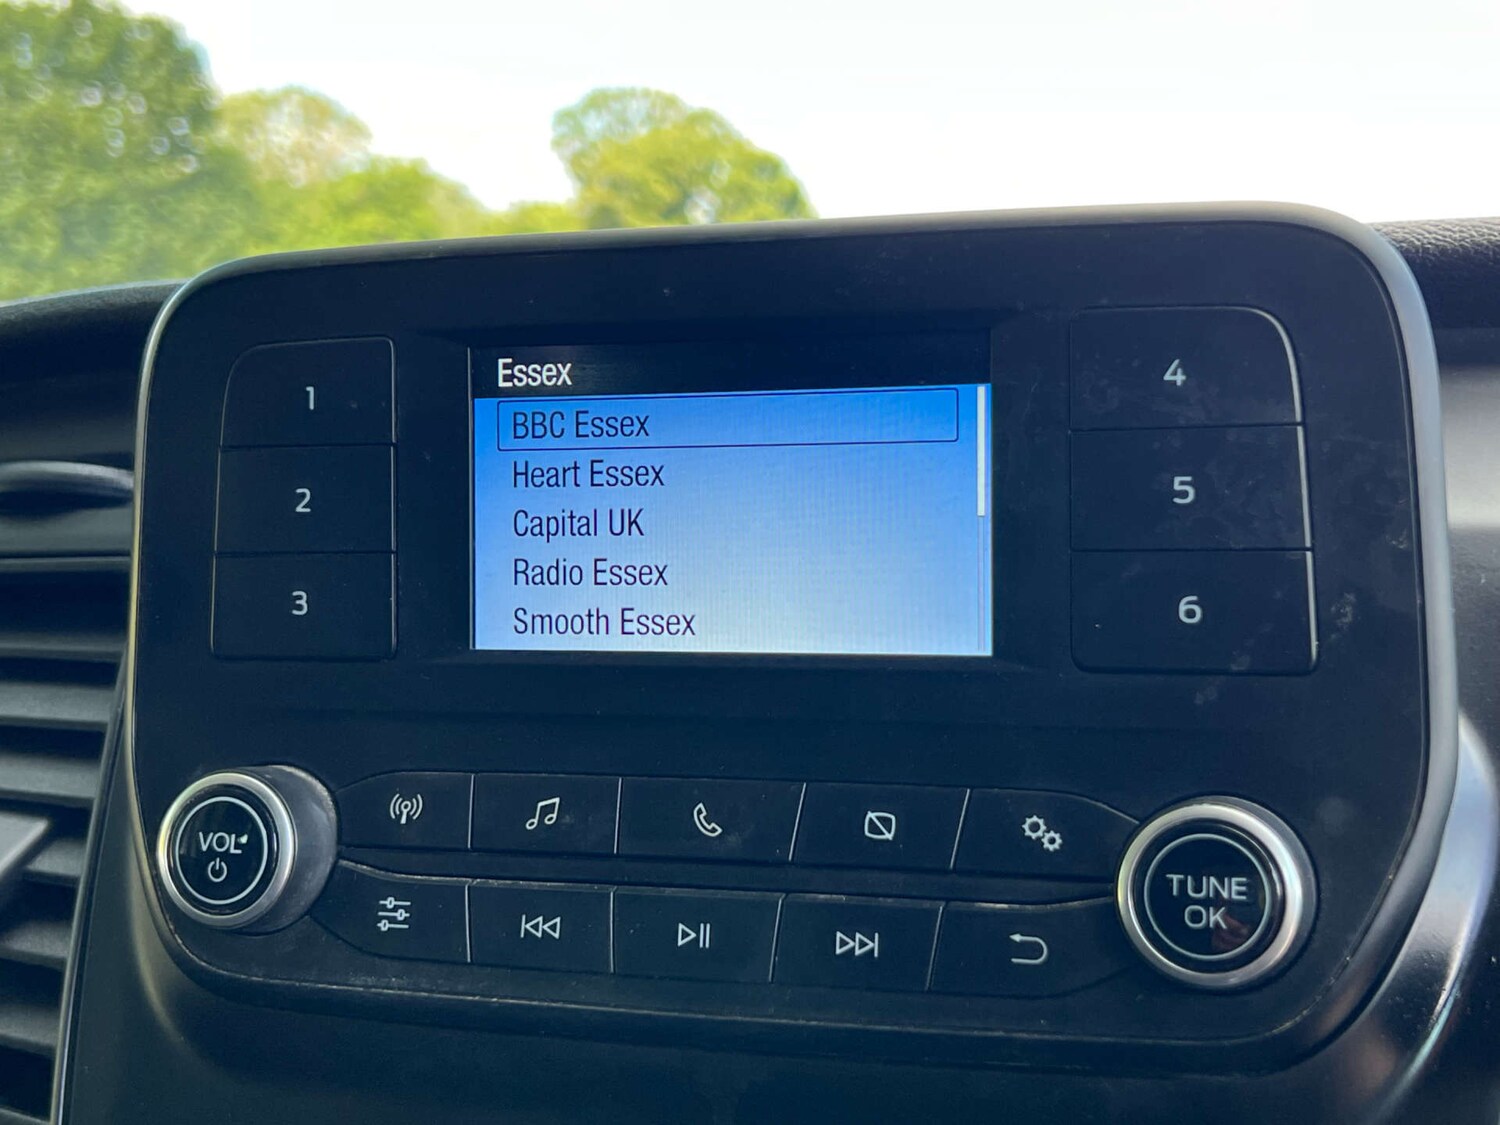 Essex
BBC Essex
Heart Essex
Capital UK
Radio Essex
Smooth Essex
1
2
3
4
5
6
VOL
TUNE
OK